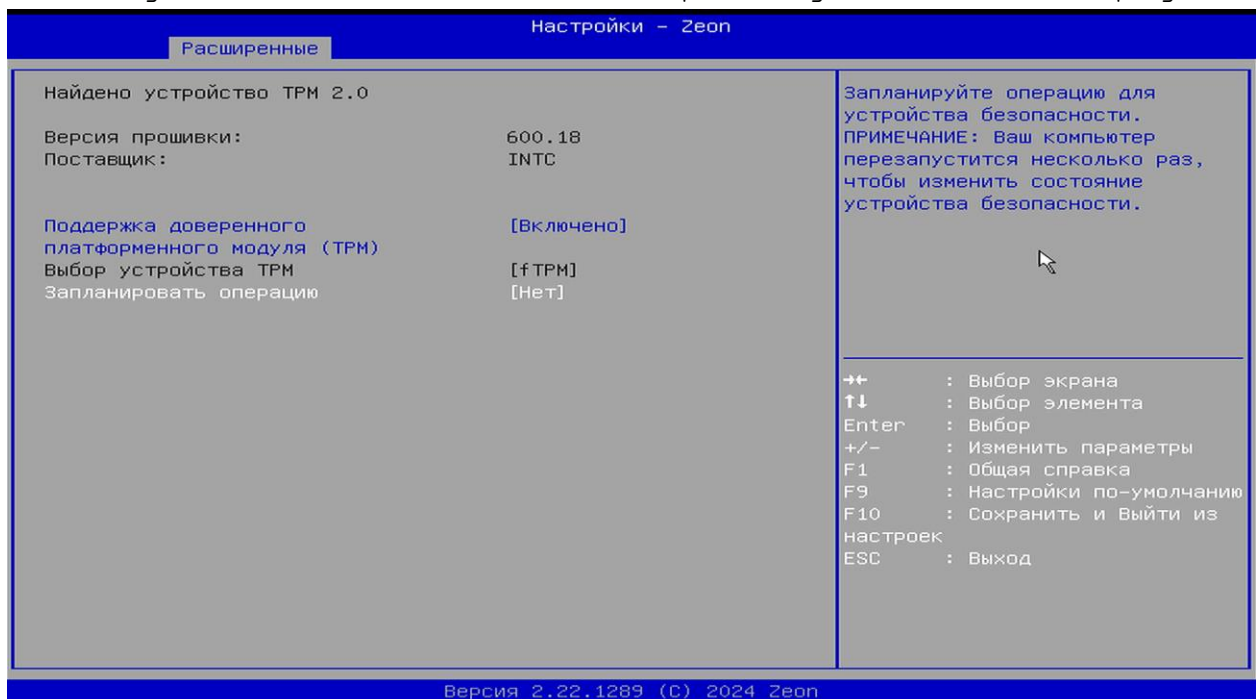 Настройки – Zeon
Расширенные
Найдено устройство TPM 2.0
Версия прошивки: 600.18
Поставщик: INTC
Поддержка доверенного [Включено]
платформенного модуля (TPM)
Выбор устройства TPM [fTPM]
Запланировать операцию [Нет]
Запланируйте операцию для
устройства безопасности.
ПРИМЕЧАНИЕ: Ваш компьютер
перезапустится несколько раз,
чтобы изменить состояние
устройства безопасности.
→← : Выбор экрана
↑↓ : Выбор элемента
Enter : Выбор
+/- : Изменить параметры
F1 : Общая справка
F9 : Настройки по-умолчанию
F10 : Сохранить и Выйти из
настроек
ESC : Выход
Версия 2.22.1289 (C) 2024 Zeon